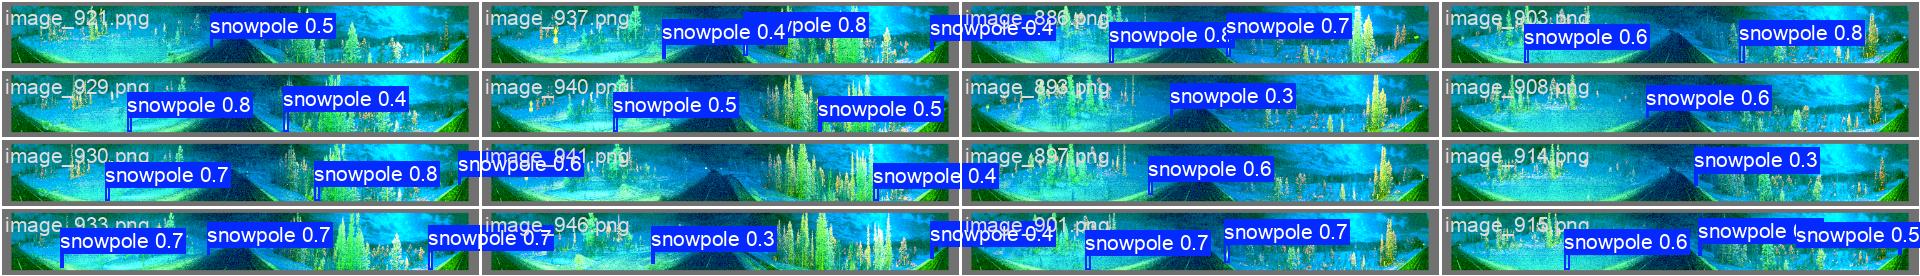 image_921.png
snowpole 0.5
image_937.png
snowpole 0.4
snowpole 0.8
snowpole 0.4
image_886.png
snowpole 0.8
snowpole 0.7
image_903.png
snowpole 0.6
snowpole 0.8
image_929.png
snowpole 0.8
snowpole 0.4
image_940.png
snowpole 0.5
snowpole 0.5
image_893.png
snowpole 0.3
image_908.png
snowpole 0.6
image_930.png
snowpole 0.7
snowpole 0.8
snowpole 0.6
image_941.png
snowpole 0.4
image_897.png
snowpole 0.6
image_914.png
snowpole 0.3
image_933.png
snowpole 0.7
snowpole 0.7
snowpole 0.7
image_946.png
snowpole 0.3
snowpole 0.4
image_901.png
snowpole 0.7
snowpole 0.7
image_915.png
snowpole 0.6
snowpole
snowpole 0.5